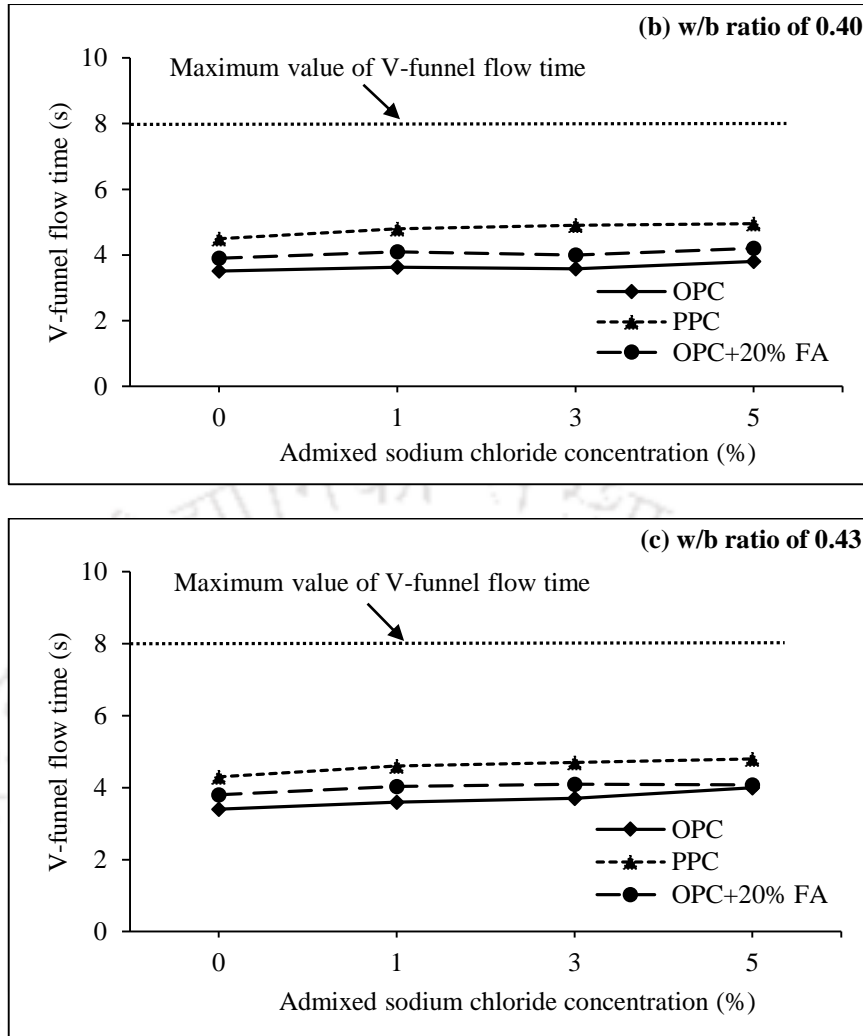 (b) w/b ratio of 0.40
Maximum value of V-funnel flow time
V-funnel flow time (s)
10
8
6
4
2
0
OPC
PPC
OPC+20% FA
0 1 3 5
Admixed sodium chloride concentration (%)
(c) w/b ratio of 0.43
Maximum value of V-funnel flow time
V-funnel flow time (s)
10
8
6
4
2
0
OPC
PPC
OPC+20% FA
0 1 3 5
Admixed sodium chloride concentration (%)